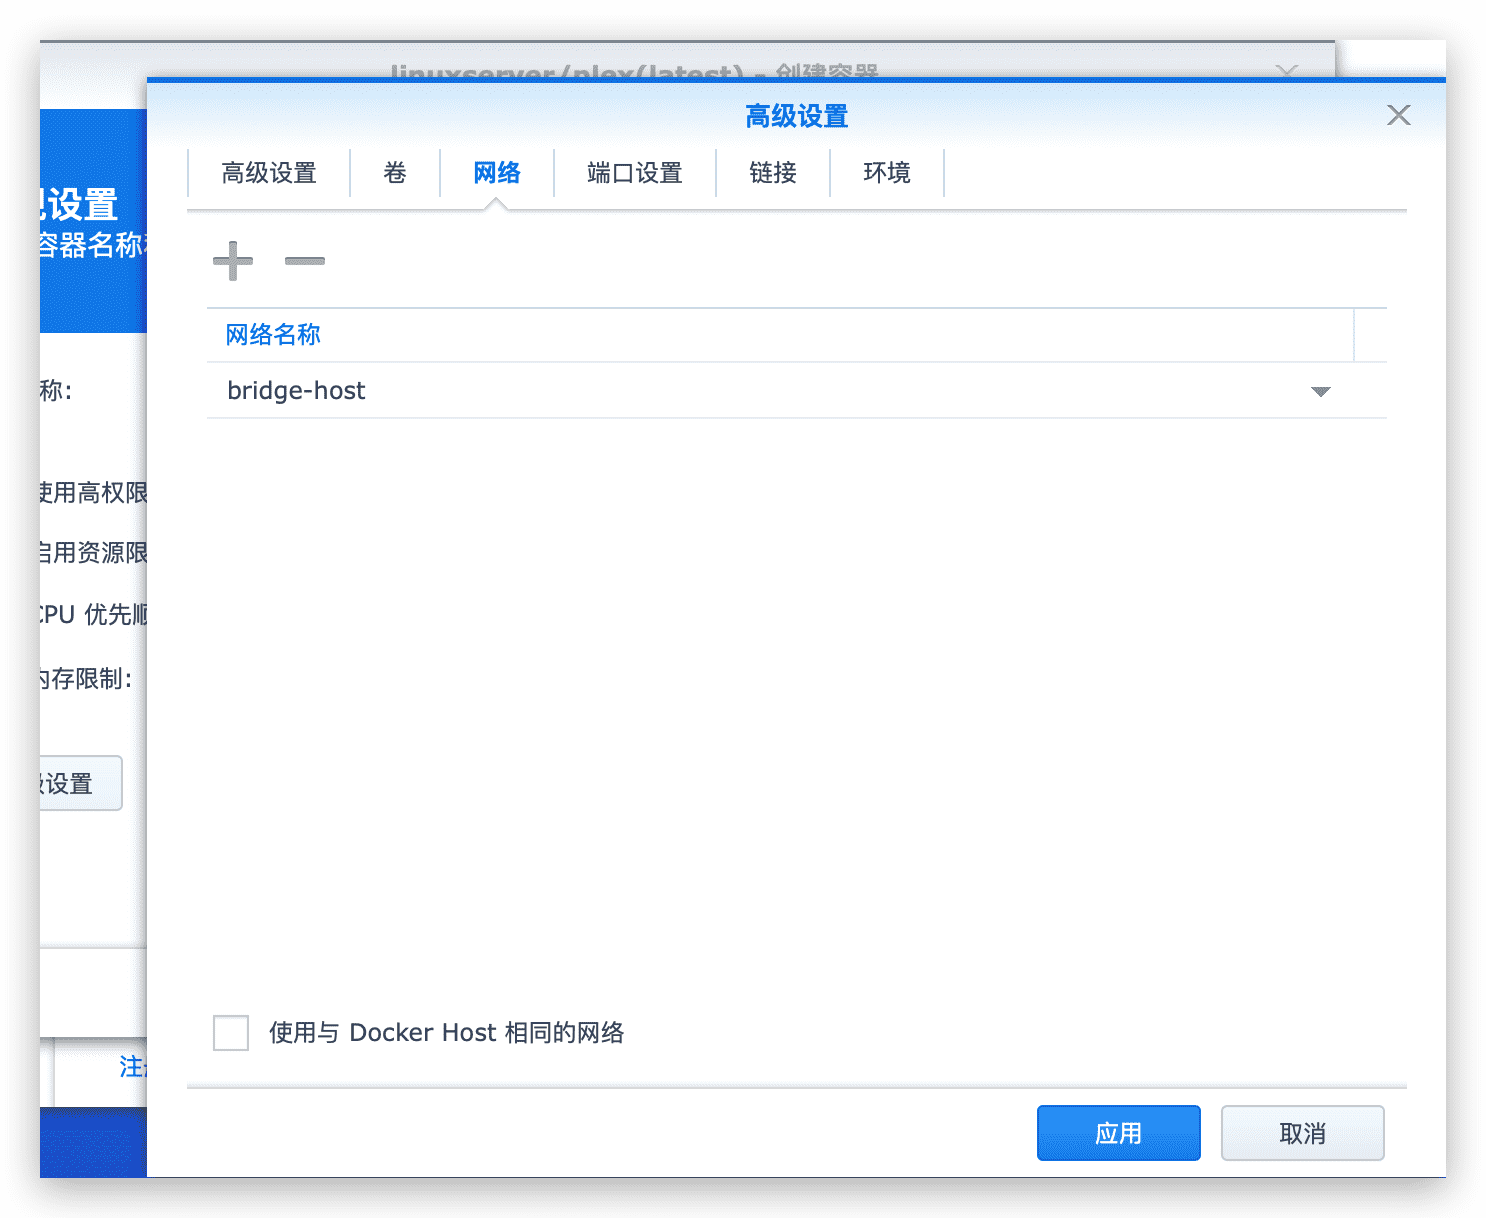 linuxserver/plex(latest) - 创建容器
高级设置
高级设置 卷 网络 端口设置 链接 环境
设置
容器名称
网络名称
bridge-host
称:
使用高权限
启用资源限
CPU 优先顺
内存限制:
级设置
使用与 Docker Host 相同的网络
注
应用 取消